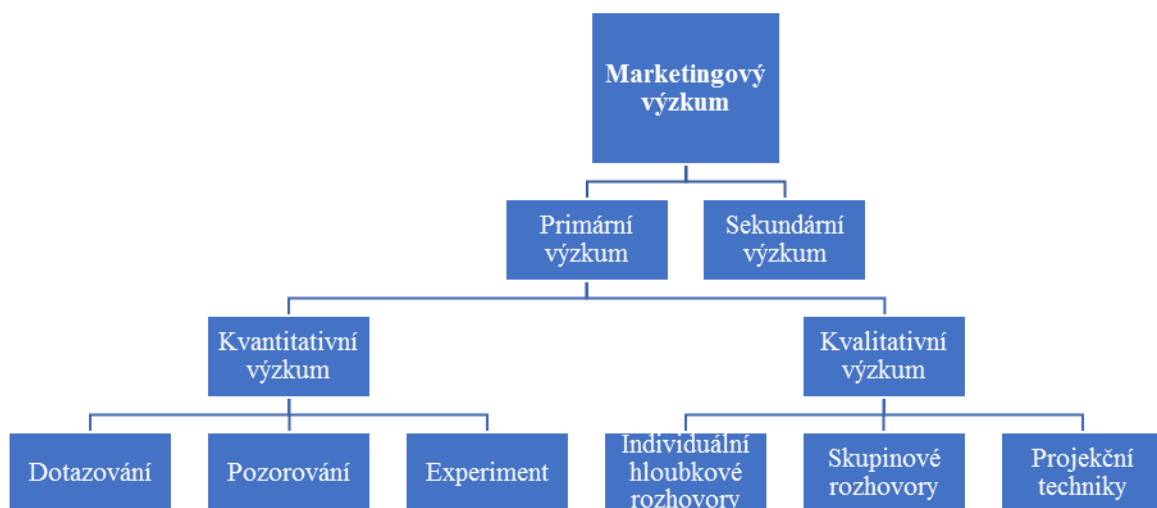 Marketingový
výzkum
Primární
výzkum
Sekundární
výzkum
Kvantitativní
výzkum
Kvalitativní
výzkum
Dotazování
Pozorování
Experiment
Individuální
hloubkové
rozhovory
Skupinové
rozhovory
Projekční
techniky